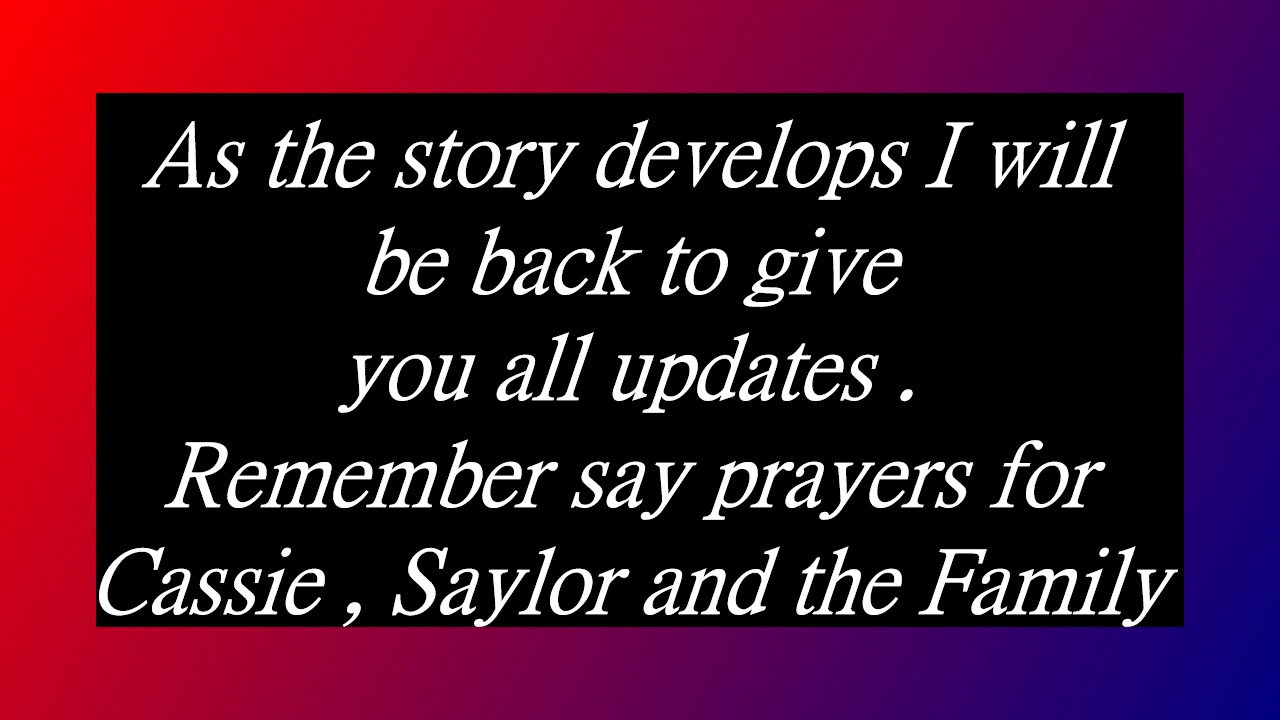 As the story develops I will
be back to give
you all updates .
Remember say prayers for
Cassie , Saylor and the Family